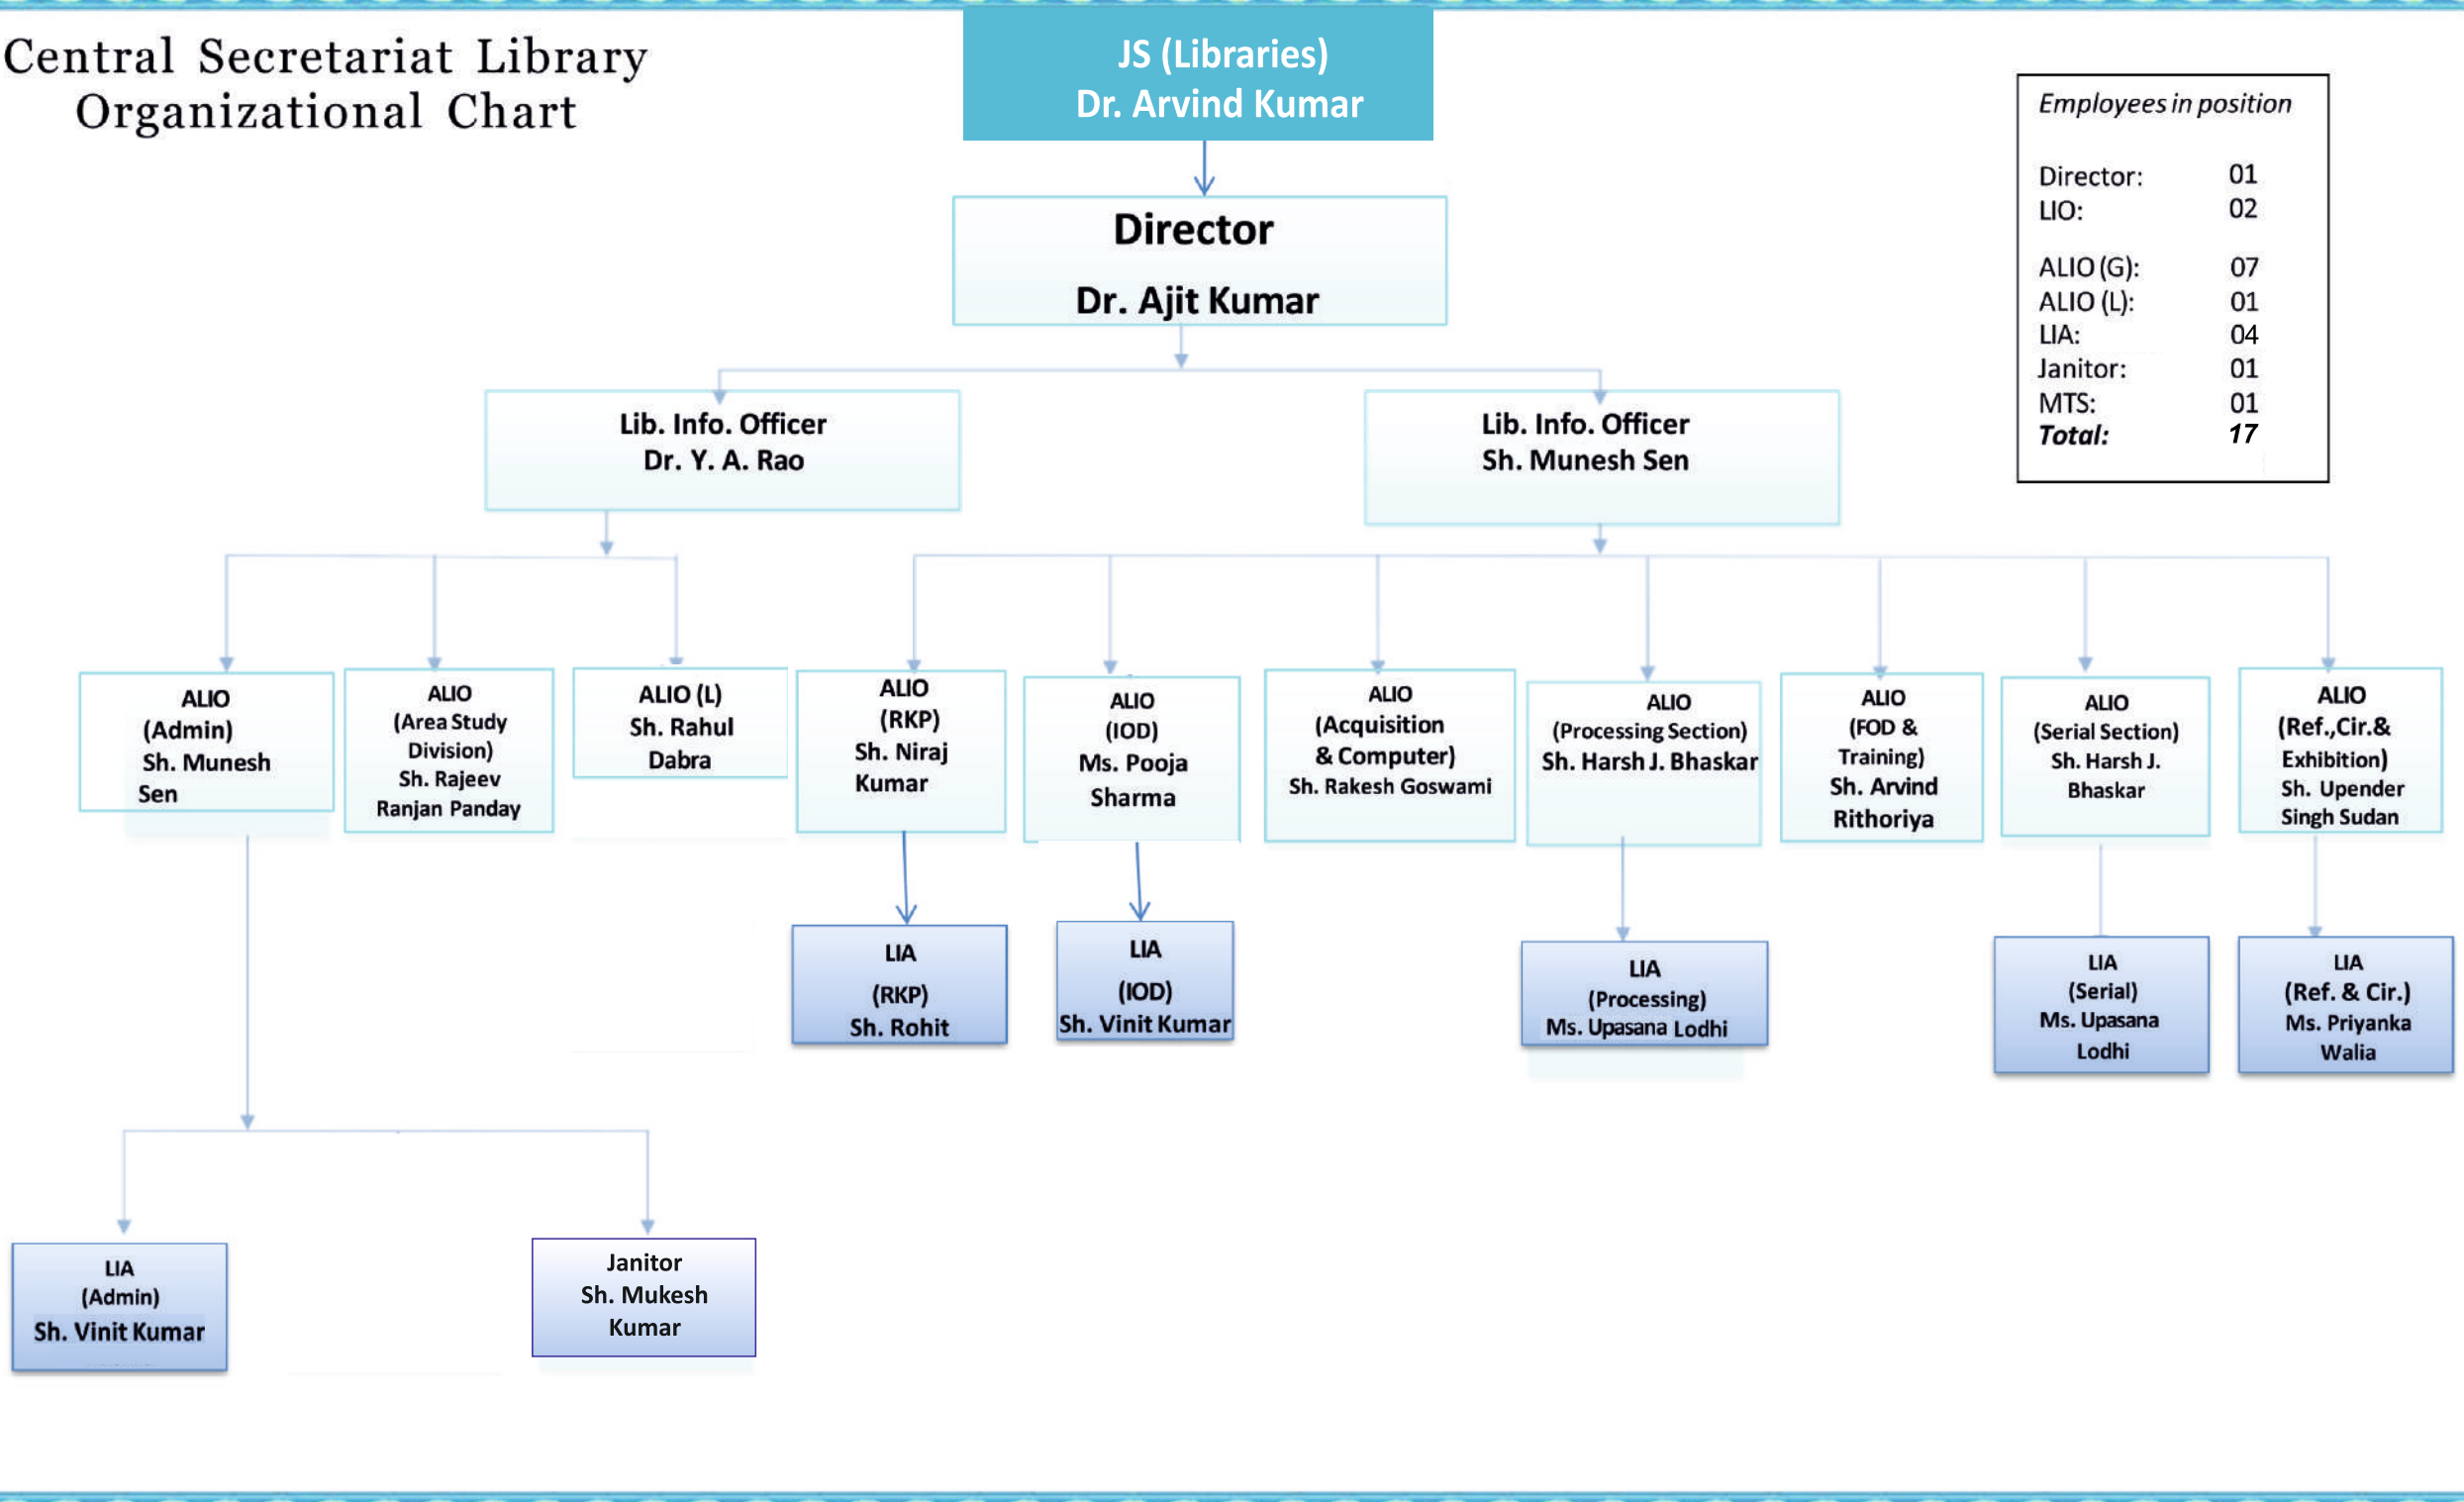 Central Secretariat Library
Organizational Chart
JS (Libraries)
Dr. Arvind Kumar
Employees in position
Director: 01
LIO: 02
ALIO (G): 07
ALIO (L): 01
LIA: 04
Janitor: 01
MTS: 01
Total: 17
Director
Dr. Ajit Kumar
Lib. Info. Officer
Dr. Y. A. Rao
Lib. Info. Officer
Sh. Munesh Sen
ALIO
(Admin)
Sh. Munesh
Sen
ALIO
(Area Study
Division)
Sh. Rajeev
Ranjan Panday
ALIO (L)
Sh. Rahul
Dabra
ALIO
(RKP)
Sh. Niraj
Kumar
ALIO
(IOD)
Ms. Pooja
Sharma
ALIO
(Acquisition
& Computer)
Sh. Rakesh Goswami
ALIO
(Processing Section)
Sh. Harsh J. Bhaskar
ALIO
(FOD &
Training)
Sh. Arvind
Rithoriya
ALIO
(Serial Section)
Sh. Harsh J.
Bhaskar
ALIO
(Ref.,Cir.&
Exhibition)
Sh. Upender
Singh Sudan
LIA
(RKP)
Sh. Rohit
LIA
(IOD)
Sh. Vinit Kumar
LIA
(Processing)
Ms. Upasana Lodhi
LIA
(Serial)
Ms. Upasana
Lodhi
LIA
(Ref. & Cir.)
Ms. Priyanka
Walia
LIA
(Admin)
Sh. Vinit Kumar
Janitor
Sh. Mukesh
Kumar